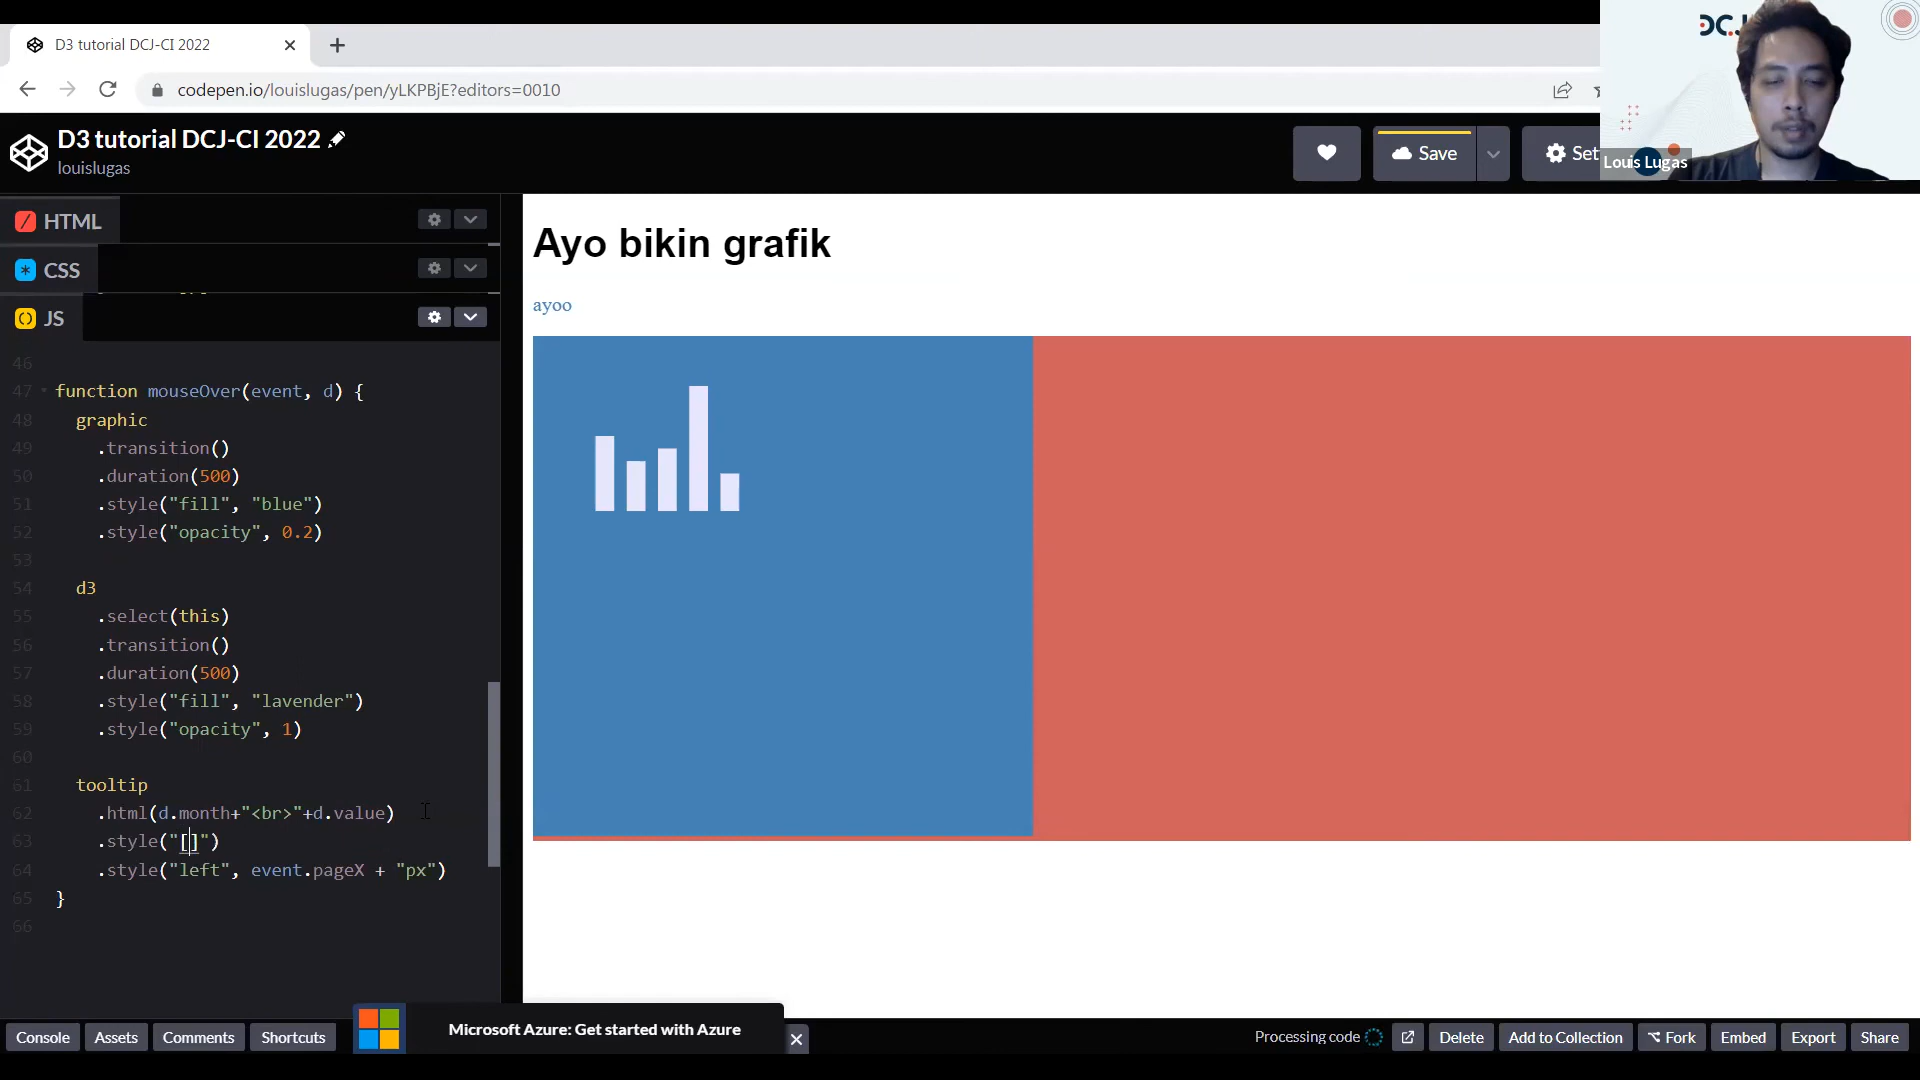 D3 tutorial DCJ-CI 2022
codepen.io/louislugas/pen/yLKPBjE?editors=0010
DCJ
Louis Lugas
D3 tutorial DCJ-CI 2022
louislugas
Save
Set
HTML
CSS
JS
46
47 function mouseOver(event, d) {
48 graphic
49 .transition()
50 .duration(500)
51 .style("fill", "blue")
52 .style("opacity", 0.2)
53
54 d3
55 .select(this)
56 .transition()
57 .duration(500)
58 .style("fill", "lavender")
59 .style("opacity", 1)
60
61 tooltip
62 .html(d.month+"<br>"+d.value)
63 .style("[]")
64 .style("left", event.pageX + "px")
65 }
66
Ayo bikin grafik
ayoo
Console
Assets
Comments
Shortcuts
Microsoft Azure: Get started with Azure
Processing code
Delete
Add to Collection
Fork
Embed
Export
Share